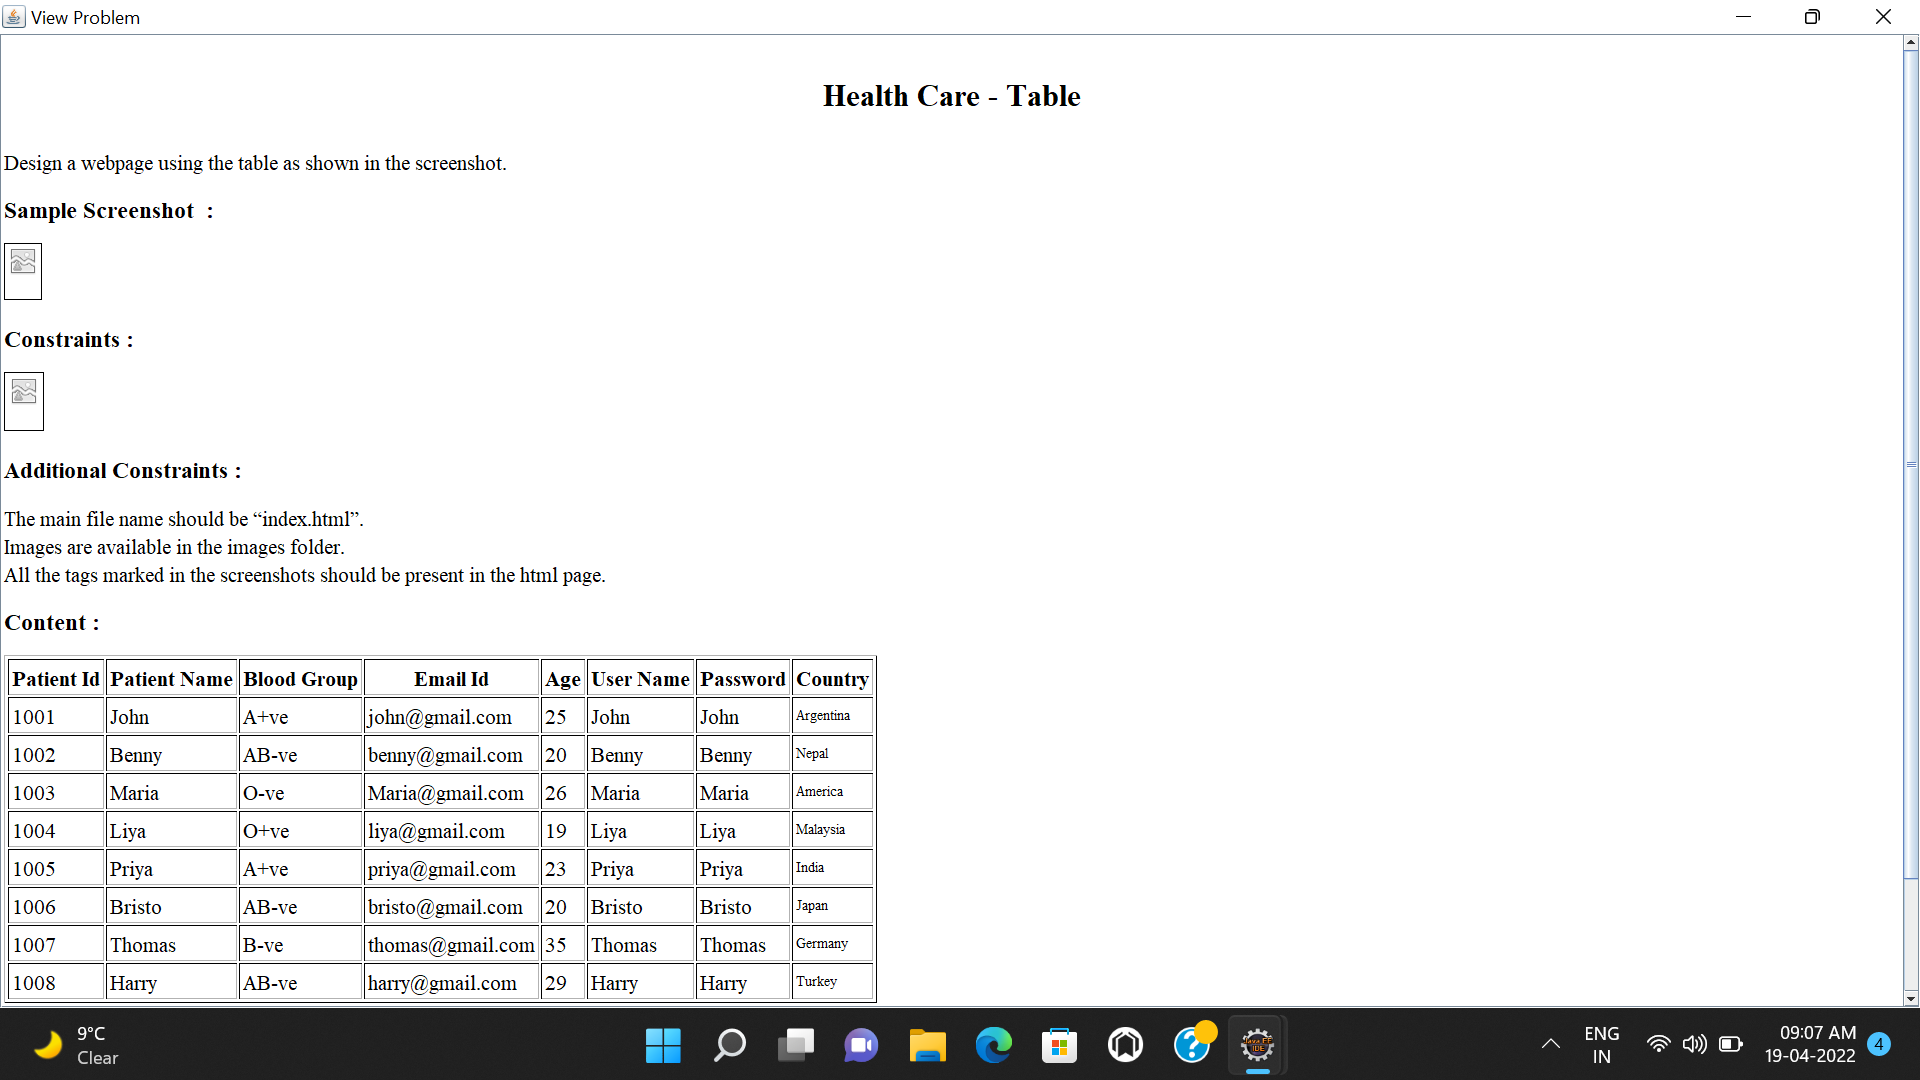 View Problem
Health Care - Table
Design a webpage using the table as shown in the screenshot.
Sample Screenshot :
Constraints :
Additional Constraints :
The main file name should be “index.html”.
Images are available in the images folder.
All the tags marked in the screenshots should be present in the html page.
Content :
Patient Id Patient Name Blood Group Email Id Age User Name Password Country
1001 John A+ve john@gmail.com 25 John John Argentina
1002 Benny AB-ve benny@gmail.com 20 Benny Benny Nepal
1003 Maria O-ve Maria@gmail.com 26 Maria Maria America
1004 Liya O+ve liya@gmail.com 19 Liya Liya Malaysia
1005 Priya A+ve priya@gmail.com 23 Priya Priya India
1006 Bristo AB-ve bristo@gmail.com 20 Bristo Bristo Japan
1007 Thomas B-ve thomas@gmail.com 35 Thomas Thomas Germany
1008 Harry AB-ve harry@gmail.com 29 Harry Harry Turkey
9°C
Clear
Java EE
IDE
ENG
IN
09:07 AM
19-04-2022
4